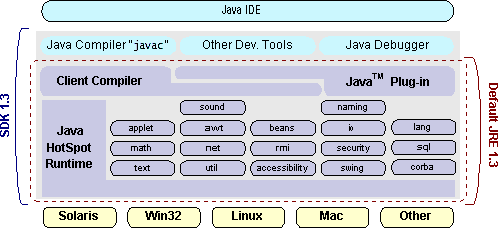 Java IDE
Java Compiler "javac"
Other Dev. Tools
Java Debugger
SDK 1.3
Default JRE 1.3
Client Compiler
Java™ Plug-in
Java
HotSpot
Runtime
sound
naming
applet
awt
beans
io
lang
math
net
rmi
security
sql
text
util
accessibility
swing
corba
Solaris
Win32
Linux
Mac
Other